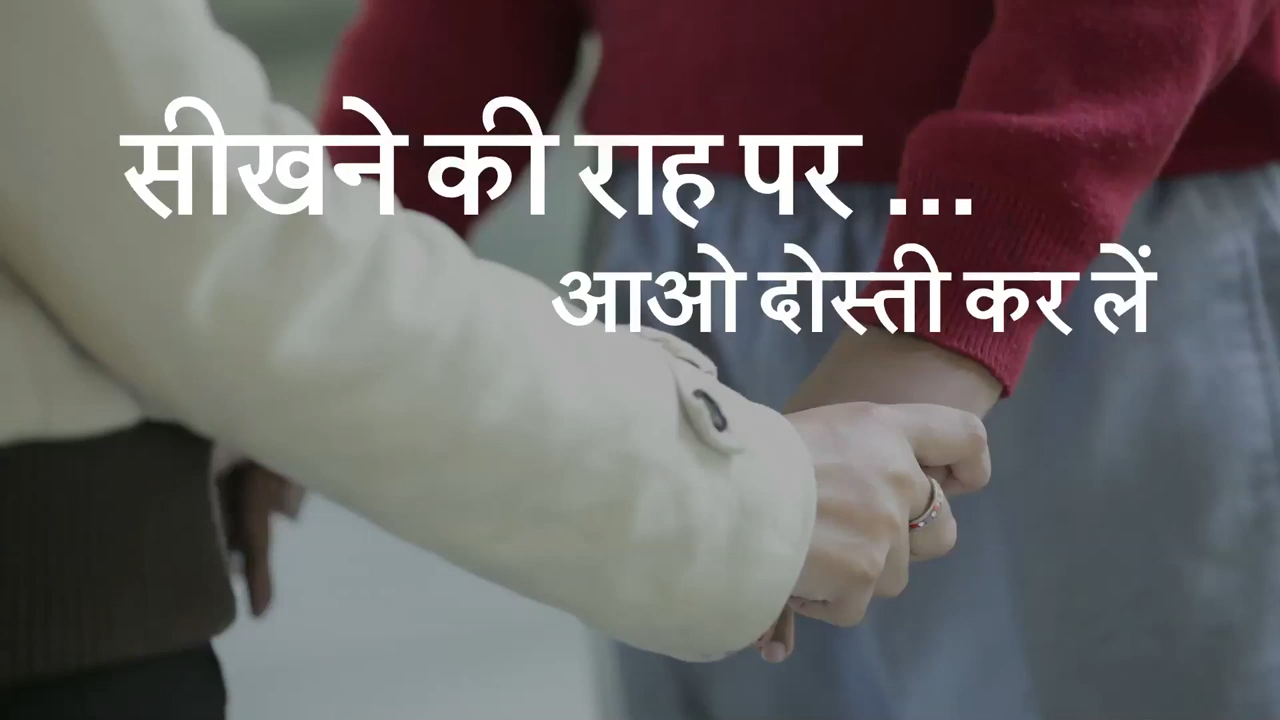 सीखने की राह पर ...
आओ दोस्ती कर लें